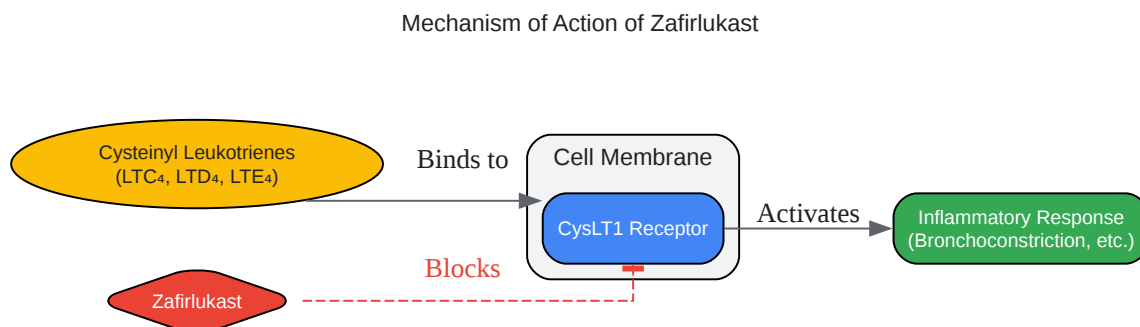 Mechanism of Action of Zafirlukast
Cysteinyl Leukotrienes
(LTC₄, LTD₄, LTE₄)
Binds to
Cell Membrane
CysLT1 Receptor
Activates
Inflammatory Response
(Bronchoconstriction, etc.)
Blocks
Zafirlukast